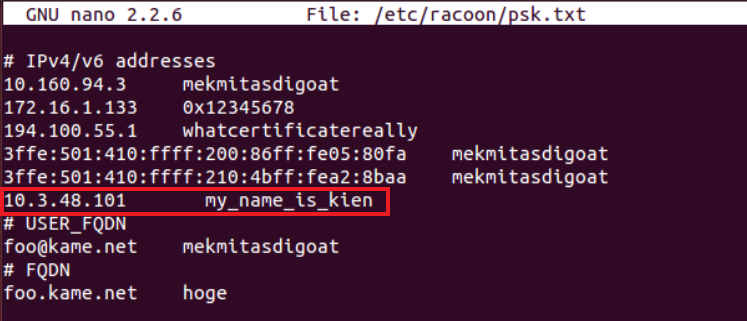 GNU nano 2.2.6 File: /etc/racoon/psk.txt
# IPv4/v6 addresses
10.160.94.3 mekmitasdigoat
172.16.1.133 0x12345678
194.100.55.1 whatcertificatereally
3ffe:501:410:ffff:200:86ff:fe05:80fa mekmitasdigoat
3ffe:501:410:ffff:210:4bff:fea2:8baa mekmitasdigoat
10.3.48.101 my_name_is_kien
# USER_FQDN
foo@kame.net mekmitasdigoat
# FQDN
foo.kame.net hoge